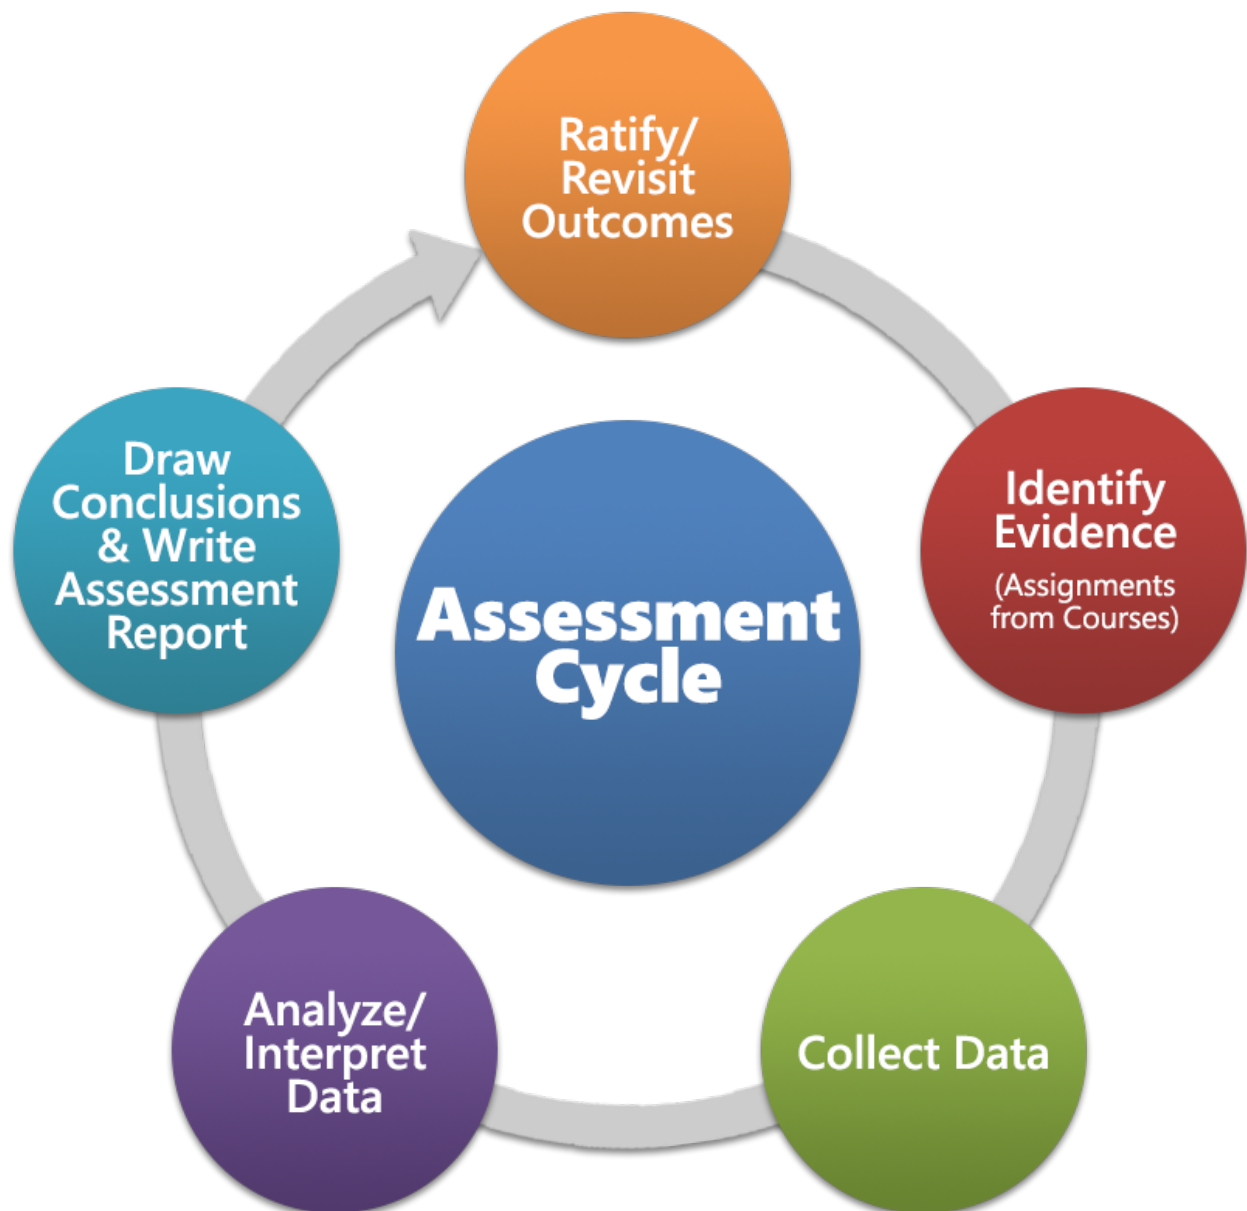 Ratify/
Revisit
Outcomes
Identify
Evidence
(Assignments
from Courses)
Collect Data
Analyze/
Interpret
Data
Draw
Conclusions
& Write
Assessment
Report
Assessment
Cycle